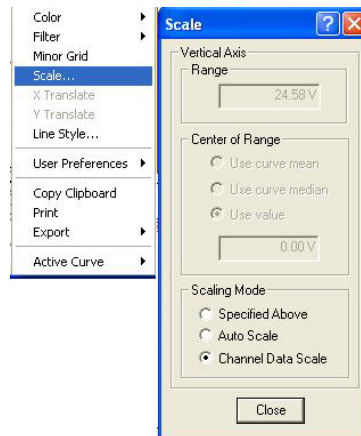 Color
Filter
Minor Grid
Scale...
X Translate
Y Translate
Line Style...
User Preferences
Copy Clipboard
Print
Export
Active Curve
Scale
Vertical Axis
Range
24.58 V
Center of Range
Use curve mean
Use curve median
Use value
0.00 V
Scaling Mode
Specified Above
Auto Scale
Channel Data Scale
Close